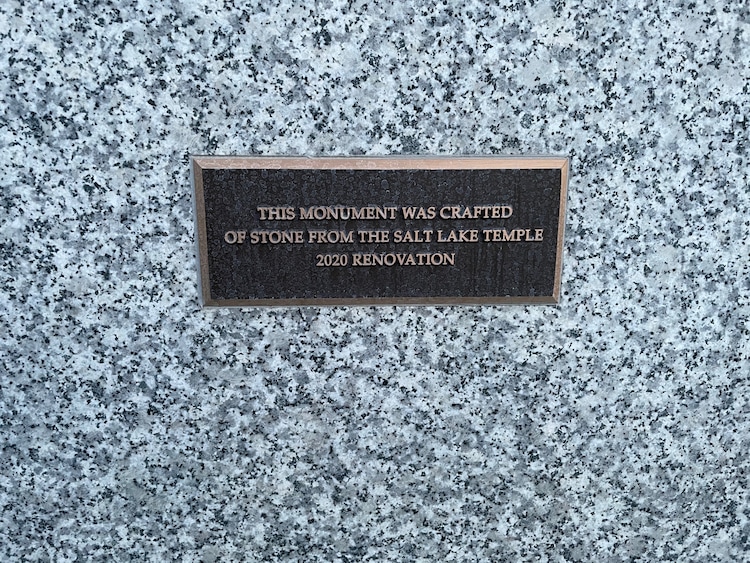 THIS MONUMENT WAS CRAFTED
OF STONE FROM THE SALT LAKE TEMPLE
2020 RENOVATION